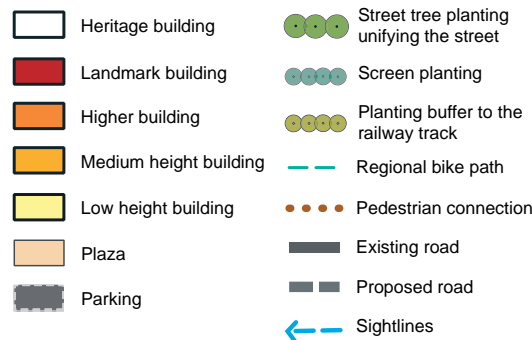 Heritage building
Landmark building
Higher building
Medium height building
Low height building
Plaza
Parking
Street tree planting
unifying the street
Screen planting
Planting buffer to the
railway track
Regional bike path
Pedestrian connection
Existing road
Proposed road
Sightlines